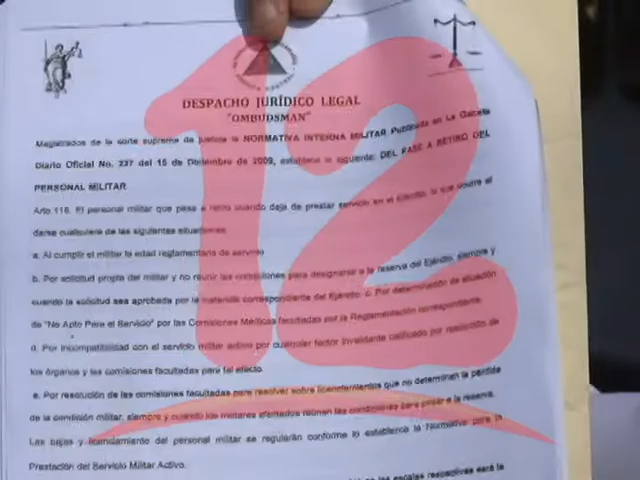 12
DESPACHO JURÍDICO LEGAL
"OMBUDSMAN"
Magistrados de la corte suprema de justicia la NORMATIVA INTERNA MILITAR Publicada en La Gaceta
Diario Oficial No. 237 del 15 de Diciembre de 2009, establece lo siguiente: DEL PASE A RETIRO DEL
PERSONAL MILITAR
Arto 116. El personal militar que pasa a retiro cuando deja de prestar servicio en el Ejército, lo que ocurre al
darse cualquiera de las siguientes situaciones
a. Al cumplir el militar la edad reglamentaria de servicio
b. Por solicitud propia del militar y no reunir las condiciones para designarse a la reserva del Ejército, siempre y
cuando la solicitud sea aprobada por la correspondiente del Ejército c. Por determinación de situación
de "No Apto Para el Servicio" por las Comisiones Médicas facultadas por la Reglamentación correspondiente.
d. Por incompatibilidad con el servicio militar activo por cualquier factor invalidante calificado por resolución de
los órganos y las comisiones facultadas para tal efecto.
e. Por resolución de las comisiones facultadas para resolver sobre licenciamientos que no determinen la pérdida
de la condición militar, siempre y cuando los militares afectados reúnan las condiciones para pasar a la reserva.
Las bajas y licenciamiento del personal militar se regularán conforme lo establece la Normativa para la
Prestación del Servicio Militar Activo.